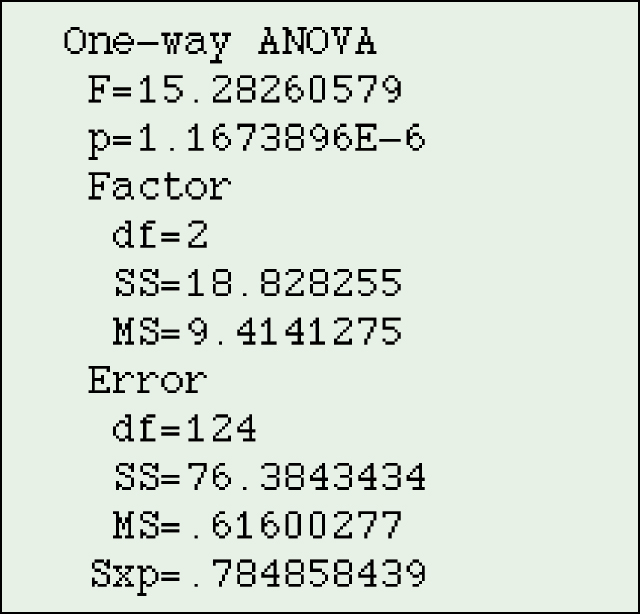 One-way ANOVA
F=15.28260579
p=1.1673896E-6
Factor
df=2
SS=18.828255
MS=9.4141275
Error
df=124
SS=76.3843434
MS=.61600277
Sxp=.784858439